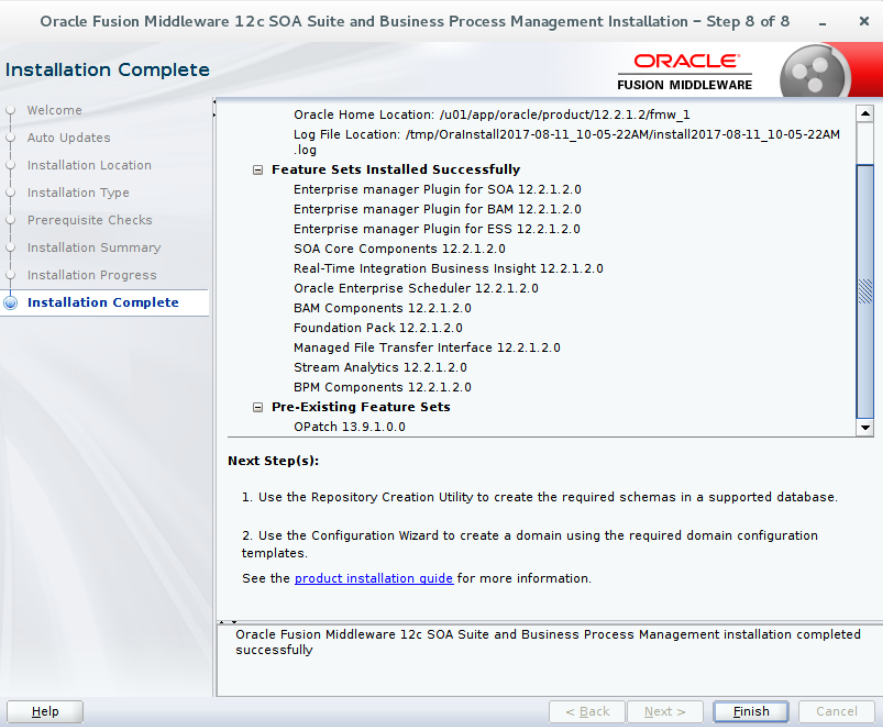 Oracle Fusion Middleware 12c SOA Suite and Business Process Management Installation – Step 8 of 8
Installation Complete
ORACLE
FUSION MIDDLEWARE
Welcome
Auto Updates
Installation Location
Installation Type
Prerequisite Checks
Installation Summary
Installation Progress
Installation Complete
Oracle Home Location: /u01/app/oracle/product/12.2.1.2/fmw_1
Log File Location: /tmp/OraInstall2017-08-11_10-05-22AM/install2017-08-11_10-05-22AM
.log
Feature Sets Installed Successfully
Enterprise manager Plugin for SOA 12.2.1.2.0
Enterprise manager Plugin for BAM 12.2.1.2.0
Enterprise manager Plugin for ESS 12.2.1.2.0
SOA Core Components 12.2.1.2.0
Real-Time Integration Business Insight 12.2.1.2.0
Oracle Enterprise Scheduler 12.2.1.2.0
BAM Components 12.2.1.2.0
Foundation Pack 12.2.1.2.0
Managed File Transfer Interface 12.2.1.2.0
Stream Analytics 12.2.1.2.0
BPM Components 12.2.1.2.0
Pre-Existing Feature Sets
OPatch 13.9.1.0.0
Next Step(s):
1. Use the Repository Creation Utility to create the required schemas in a supported database.
2. Use the Configuration Wizard to create a domain using the required domain configuration
templates.
See the product installation guide for more information.
Oracle Fusion Middleware 12c SOA Suite and Business Process Management installation completed
successfully
Help
< Back
Next >
Finish
Cancel